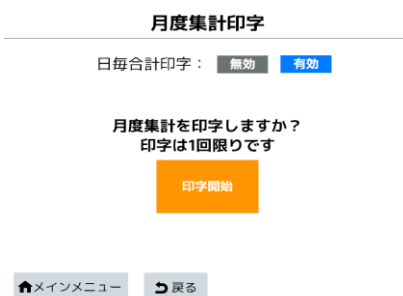 月度集計印字
日毎合計印字： 無効 有効
月度集計を印字しますか？
印字は1回限りです
印字開始
メインメニュー 戻る